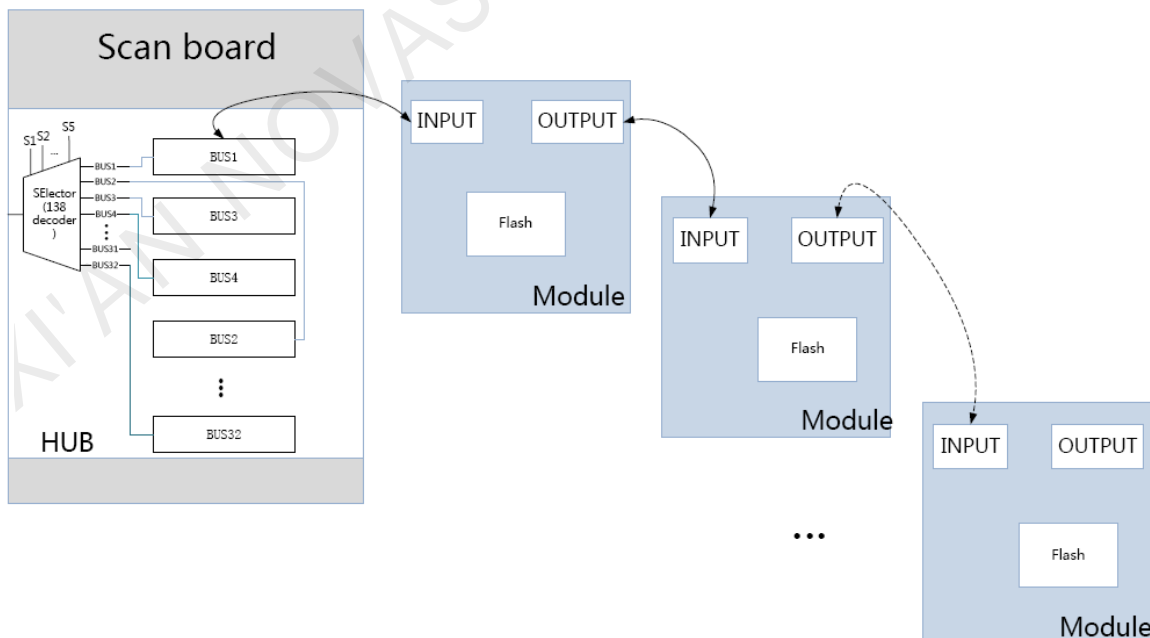 Scan board
XI'AN NOVAS
S1
S2
...
S5
SElector
(138
decoder
)
BUS1
BUS2
BUS3
BUS4
BUS31
BUS32
BUS1
BUS3
BUS4
BUS2
BUS32
HUB
INPUT
OUTPUT
Flash
Module
INPUT
OUTPUT
Flash
Module
...
INPUT
OUTPUT
Flash
Module